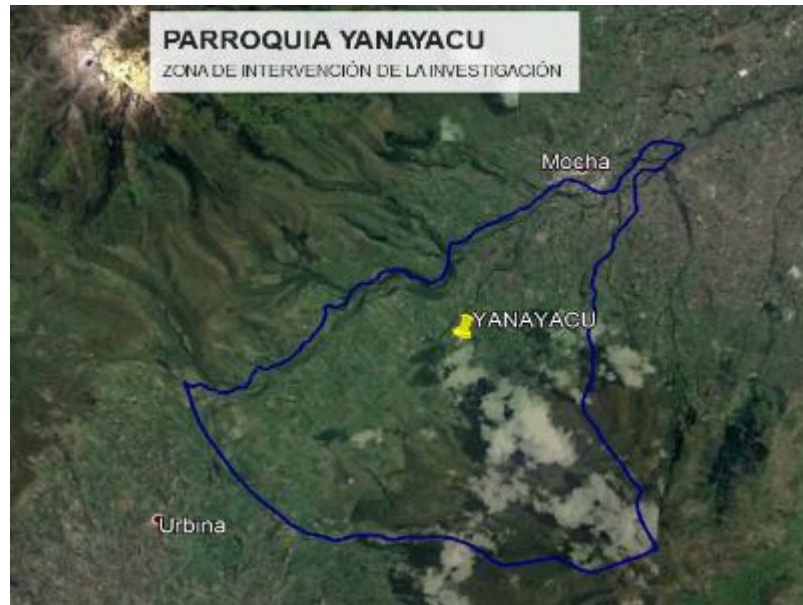 PARROQUIA YANAYACU
ZONA DE INTERVENCIÓN DE LA INVESTIGACIÓN
Mocha
YANAYACU
Urbina